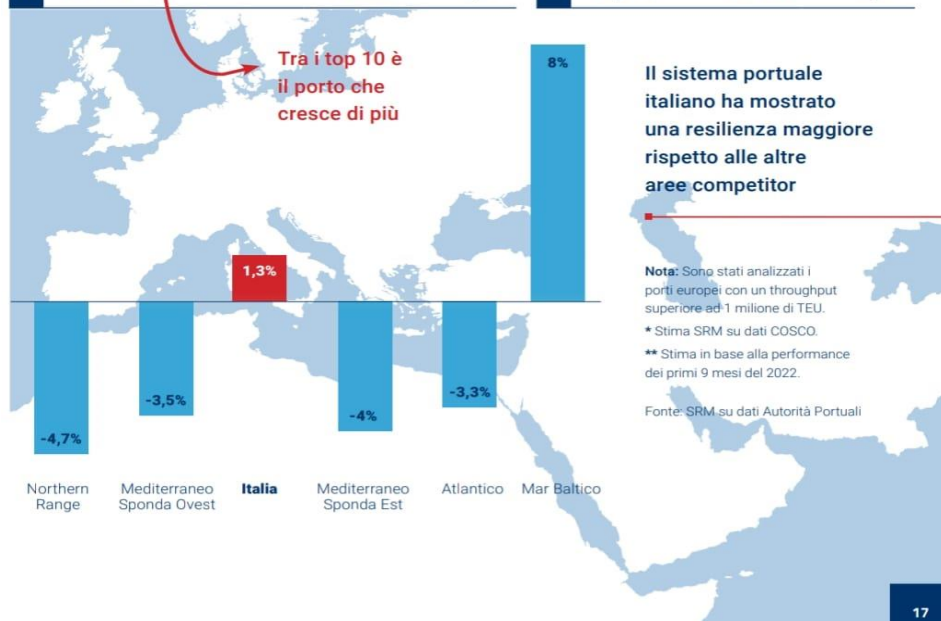 Tra i top 10 è
il porto che
cresce di più
8%
1,3%
-4,7%
-3,5%
-4%
-3,3%
Northern
Range
Mediterraneo
Sponda Ovest
Italia
Mediterraneo
Sponda Est
Atlantico
Mar Baltico
Il sistema portuale
italiano ha mostrato
una resilienza maggiore
rispetto alle altre
aree competitor
Nota: Sono stati analizzati i
porti europei con un throughput
superiore ad 1 milione di TEU.
* Stima SRM su dati COSCO.
** Stima in base alla performance
dei primi 9 mesi del 2022.
Fonte: SRM su dati Autorità Portuali
17